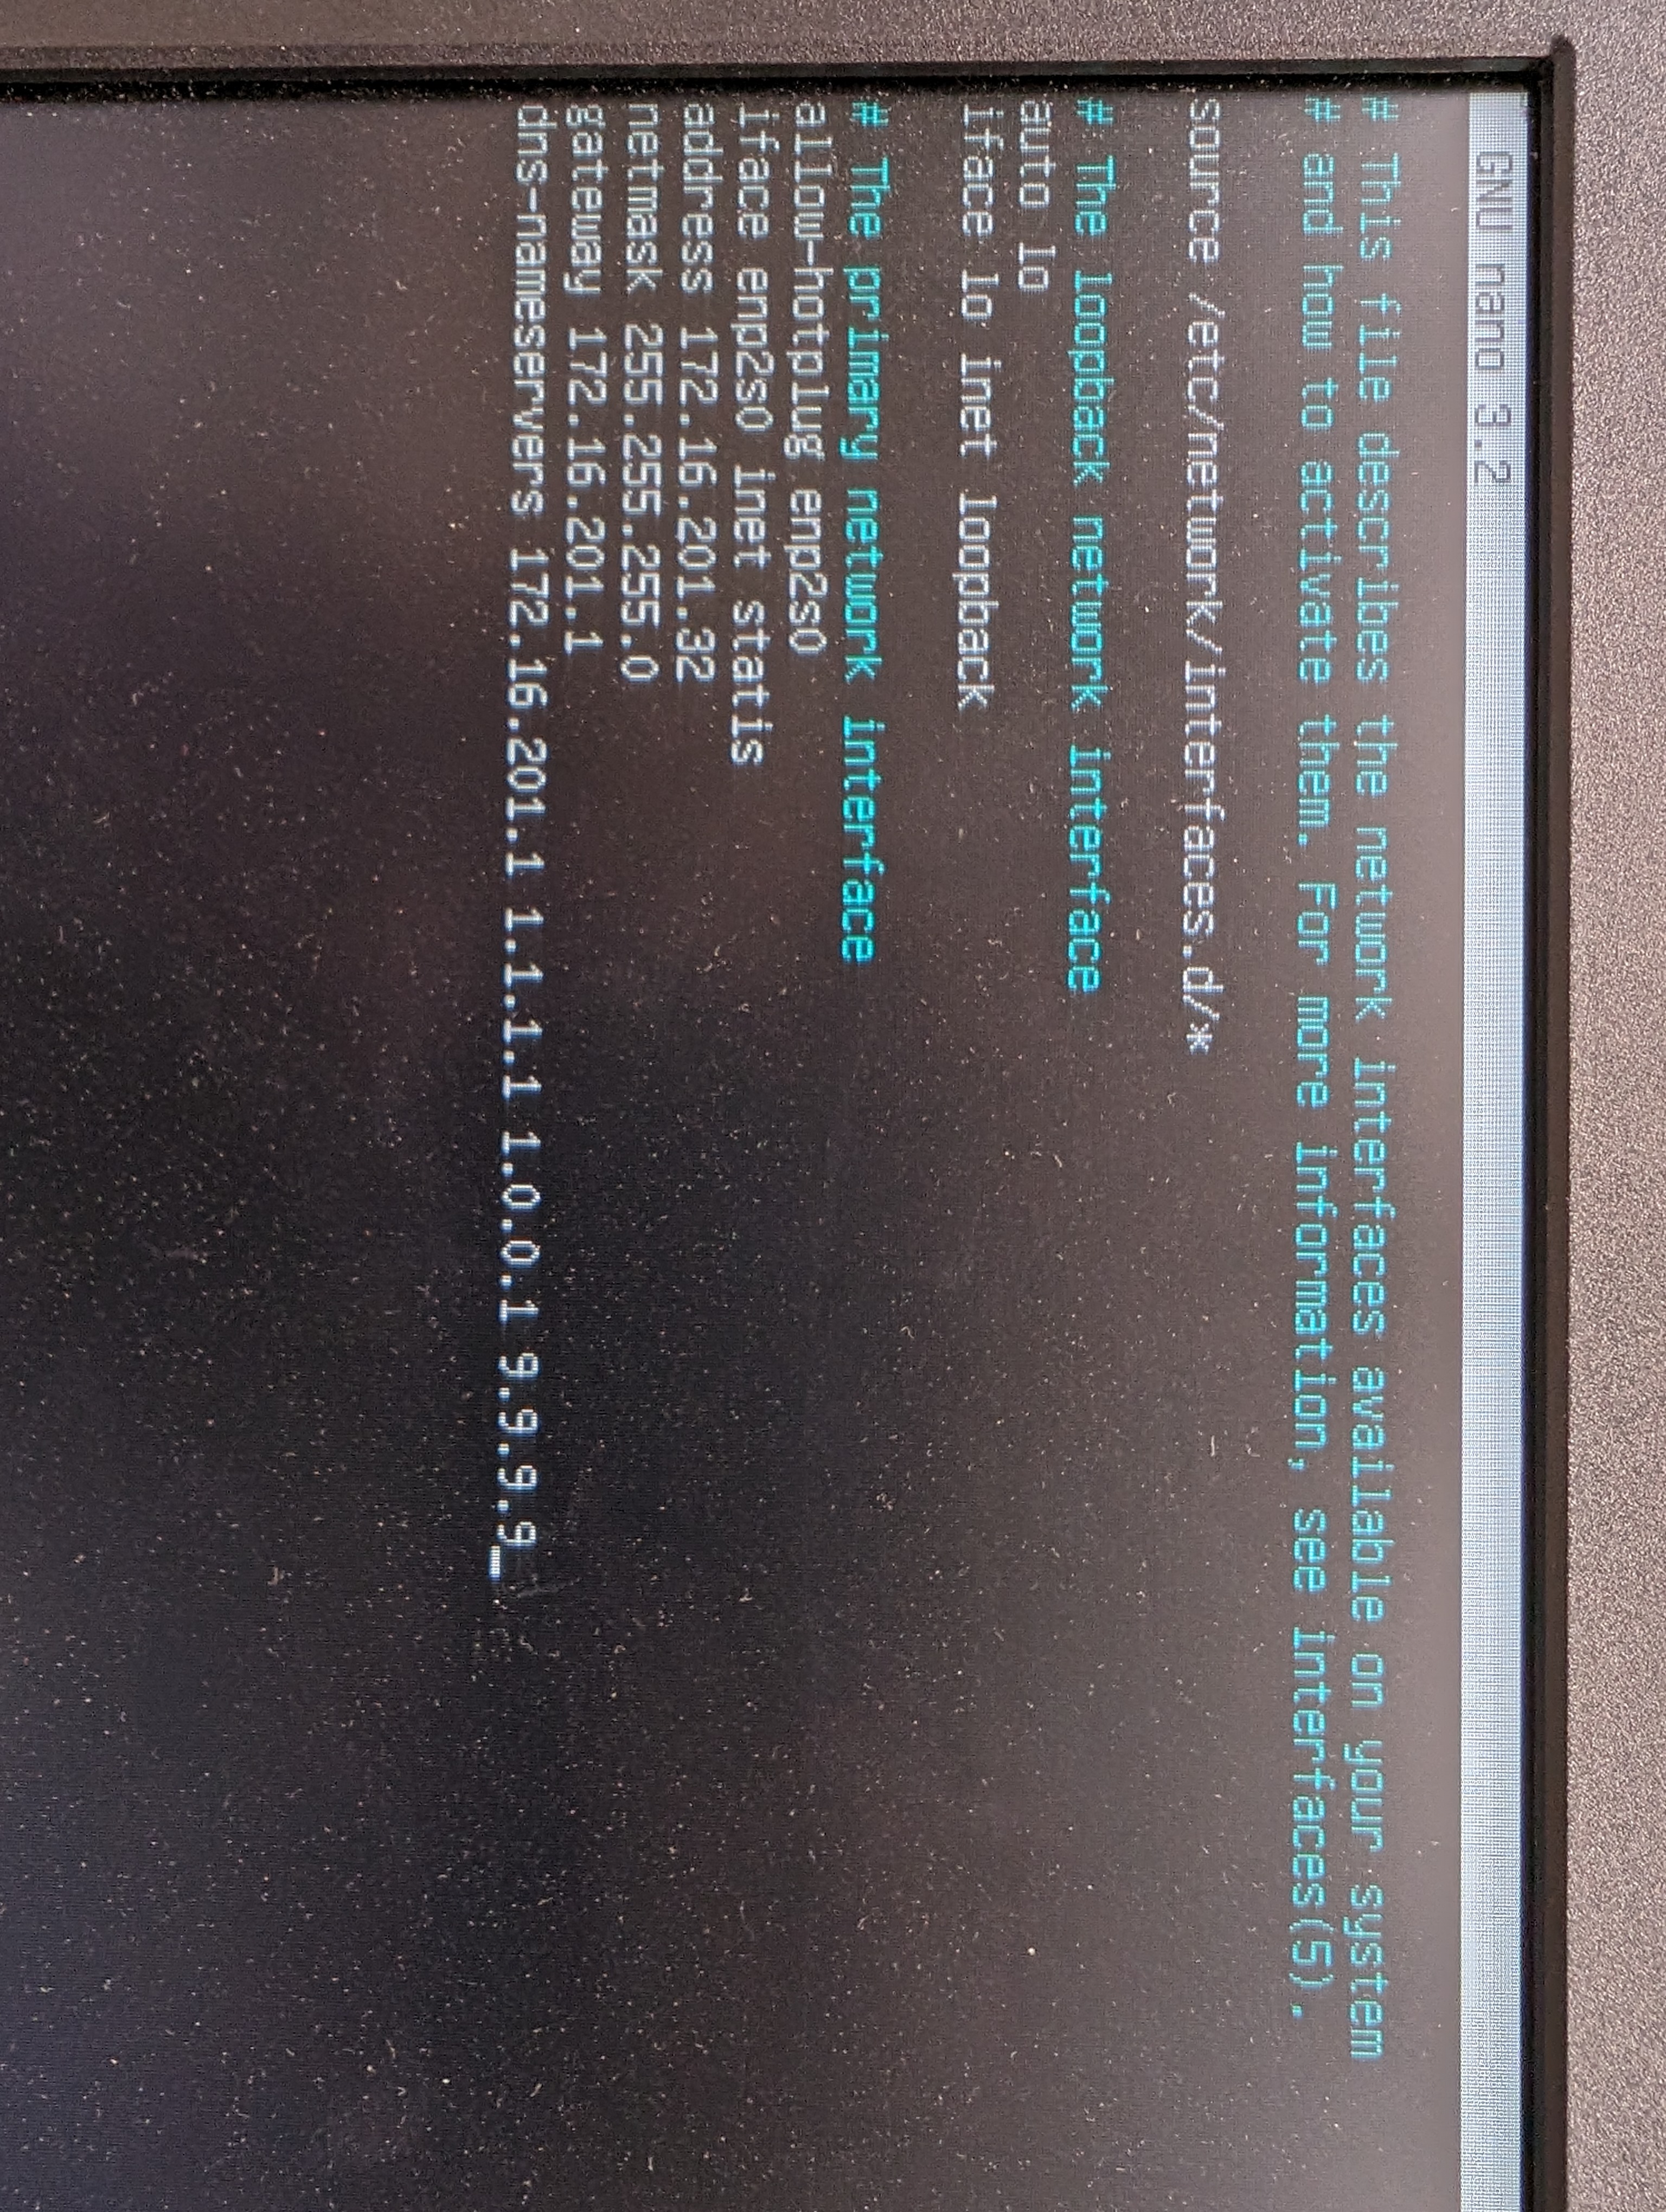 GNU nano 3.2
# This file describes the network interfaces available on your system
# and how to activate them. For more information, see interfaces(5).
source /etc/network/interfaces.d/*
# The loopback network interface
auto lo
iface lo inet loopback
# The primary network interface
allow-hotplug enp2s0
iface enp2s0 inet statis
address 172.16.201.32
netmask 255.255.255.0
gateway 172.16.201.1
dns-nameservers 172.16.201.1 1.1.1.1 1.0.0.1 9.9.9.9